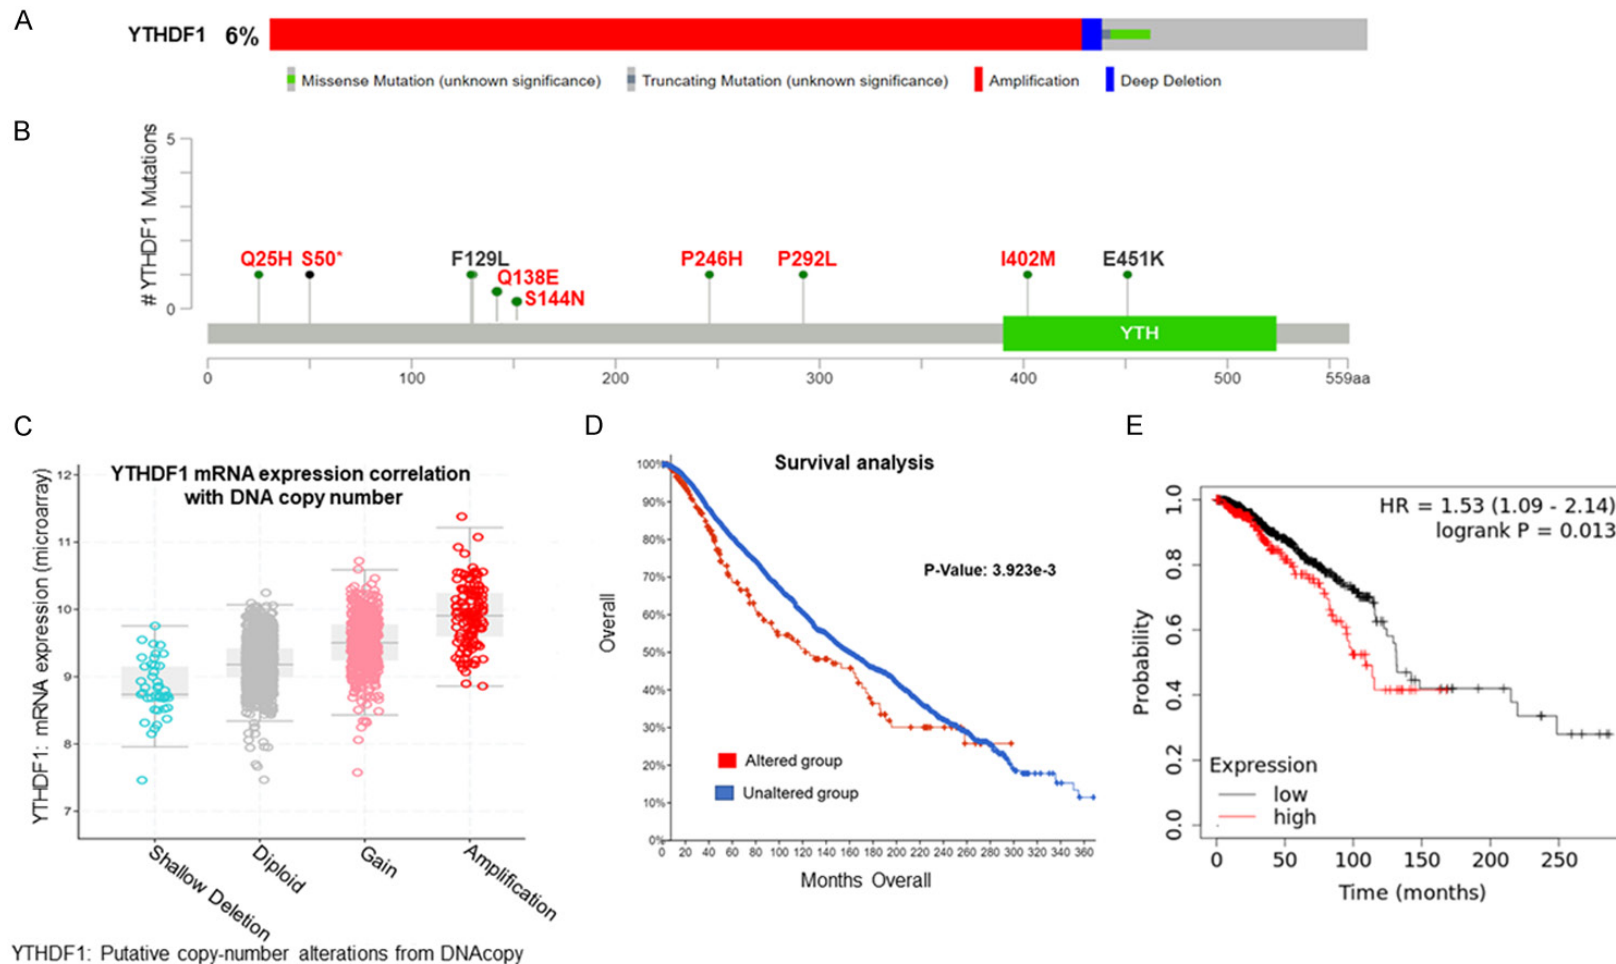 A
YTHDF1 6%
Missense Mutation (unknown significance) Truncating Mutation (unknown significance) Amplification Deep Deletion
B
# YTHDF1 Mutations
5
0
Q25H S50* F129L Q138E S144N P246H P292L I402M E451K
YTH
0 100 200 300 400 500 559aa
C
YTHDF1 mRNA expression correlation
with DNA copy number
YTHDF1: mRNA expression (microarray)
12
11
10
9
8
7
Shallow Deletion Diploid Gain Amplification
YTHDF1: Putative copy-number alterations from DNAcopy
D
Survival analysis
P-Value: 3.923e-3
Overall
100%
90%
80%
70%
60%
50%
40%
30%
20%
10%
0%
Altered group
Unaltered group
0 20 40 60 80 100 120 140 160 180 200 220 240 260 280 300 320 340 360
Months Overall
E
HR = 1.53 (1.09 - 2.14)
logrank P = 0.013
Probability
1.0
0.8
0.6
0.4
0.2
0.0
Expression
low
high
0 50 100 150 200 250
Time (months)